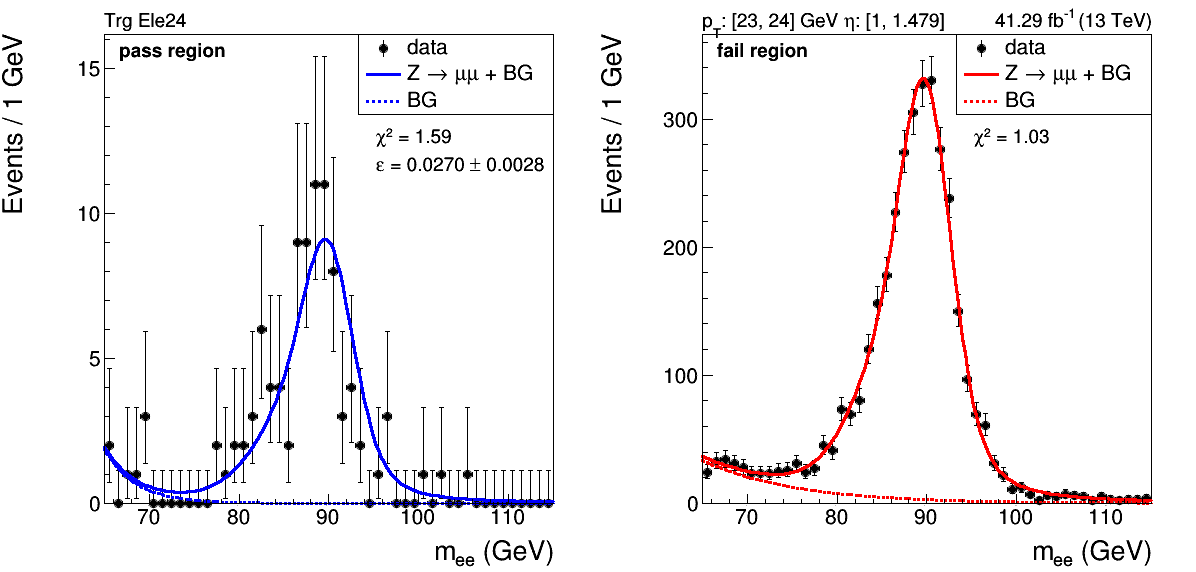 Trg Ele24
pass region
data
Z → μμ + BG
BG
χ² = 1.59
ε = 0.0270 ± 0.0028
Events / 1 GeV
15
10
5
0
70 80 90 100 110
m_ee (GeV)
p_T: [23, 24] GeV η: [1, 1.479] 41.29 fb⁻¹ (13 TeV)
fail region
data
Z → μμ + BG
BG
χ² = 1.03
Events / 1 GeV
300
200
100
0
70 80 90 100 110
m_ee (GeV)